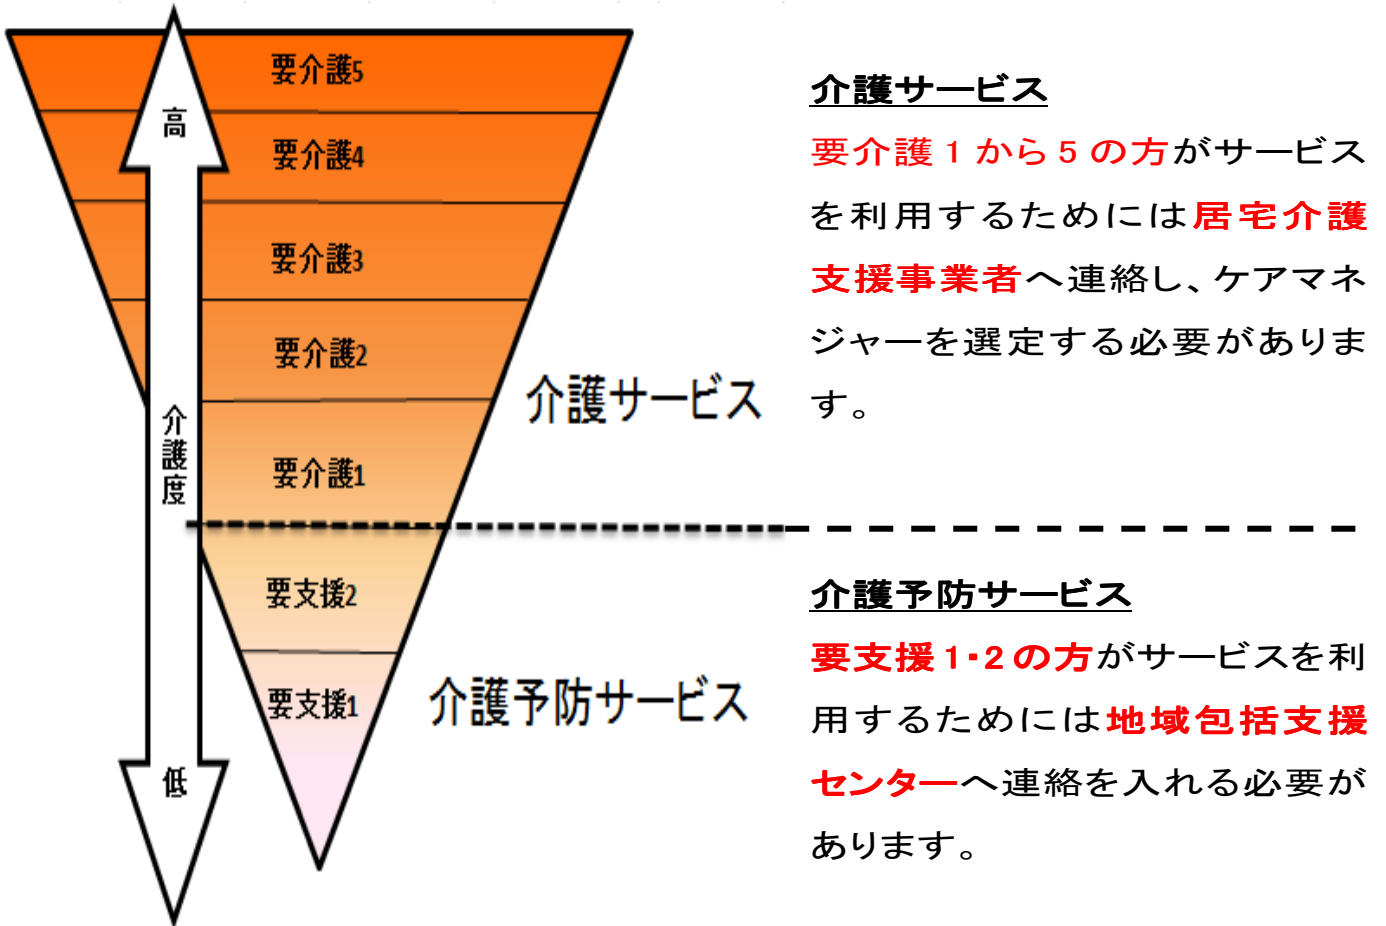 要介護5
高
要介護4
要介護3
要介護2
介護度
要介護1
要支援2
要支援1
低
介護サービス
介護予防サービス
介護サービス
要介護1から5の方がサービス
を利用するためには居宅介護
支援事業者へ連絡し、ケアマネ
ジャーを選定する必要がありま
す。
介護予防サービス
要支援1・2の方がサービスを利
用するためには地域包括支援
センターへ連絡を入れる必要が
あります。